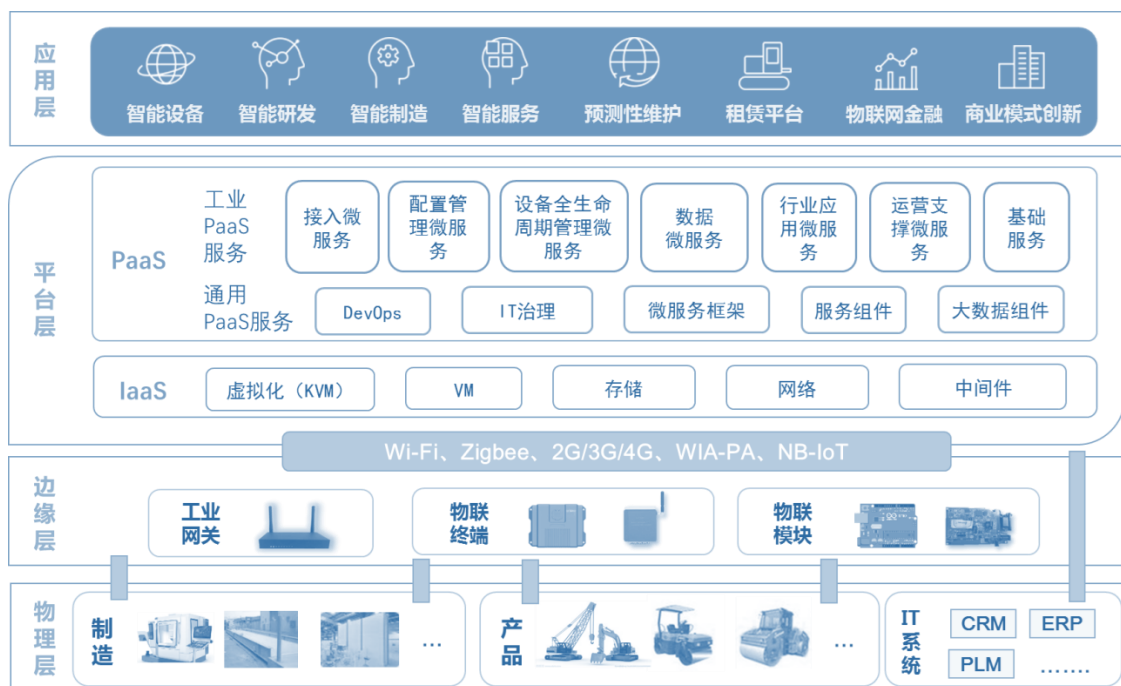 应用层
智能设备
智能研发
智能制造
智能服务
预测性维护
租赁平台
物联网金融
商业模式创新
平台层
PaaS
工业
PaaS
服务
接入微
服务
配置管
理微服
务
设备全生命
周期管理微
服务
数据
微服务
行业应
用微服
务
运营支
撑微服
务
基础
服务
通用
PaaS服务
DevOps
IT治理
微服务框架
服务组件
大数据组件
IaaS
虚拟化（KVM）
VM
存储
网络
中间件
Wi-Fi、Zigbee、2G/3G/4G、WIA-PA、NB-IoT
边缘层
工业
网关
物联
终端
物联
模块
物理层
制造
...
产品
...
IT
系统
CRM
ERP
PLM
.......